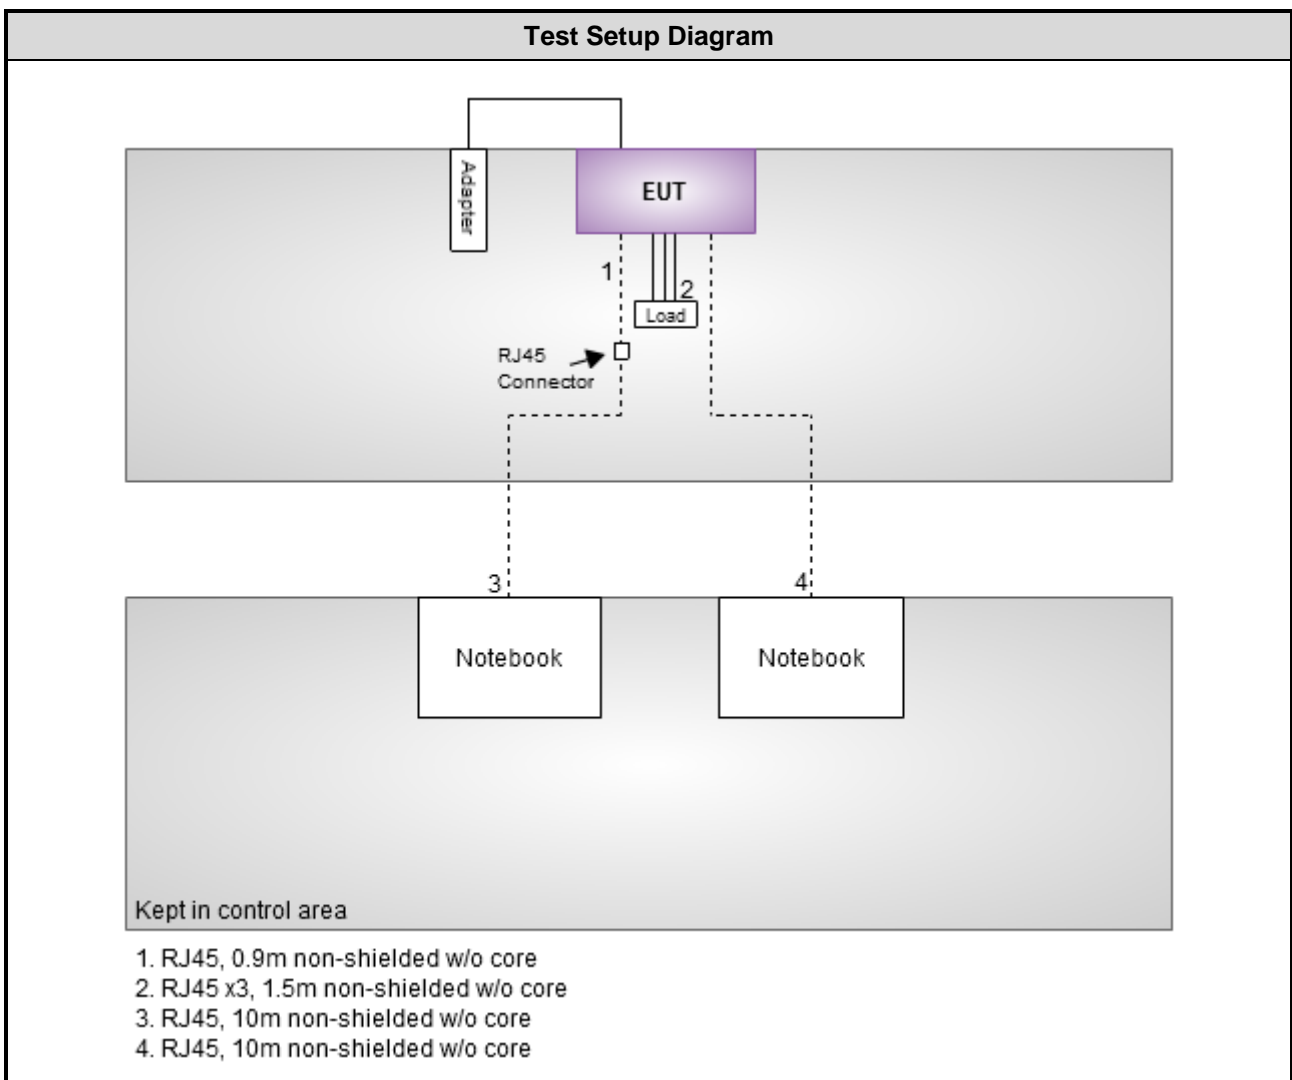 Test Setup Diagram
Adapter
EUT
1
2
Load
RJ45
Connector
3
4
Notebook
Notebook
Kept in control area
1. RJ45, 0.9m non-shielded w/o core
2. RJ45 x3, 1.5m non-shielded w/o core
3. RJ45, 10m non-shielded w/o core
4. RJ45, 10m non-shielded w/o core